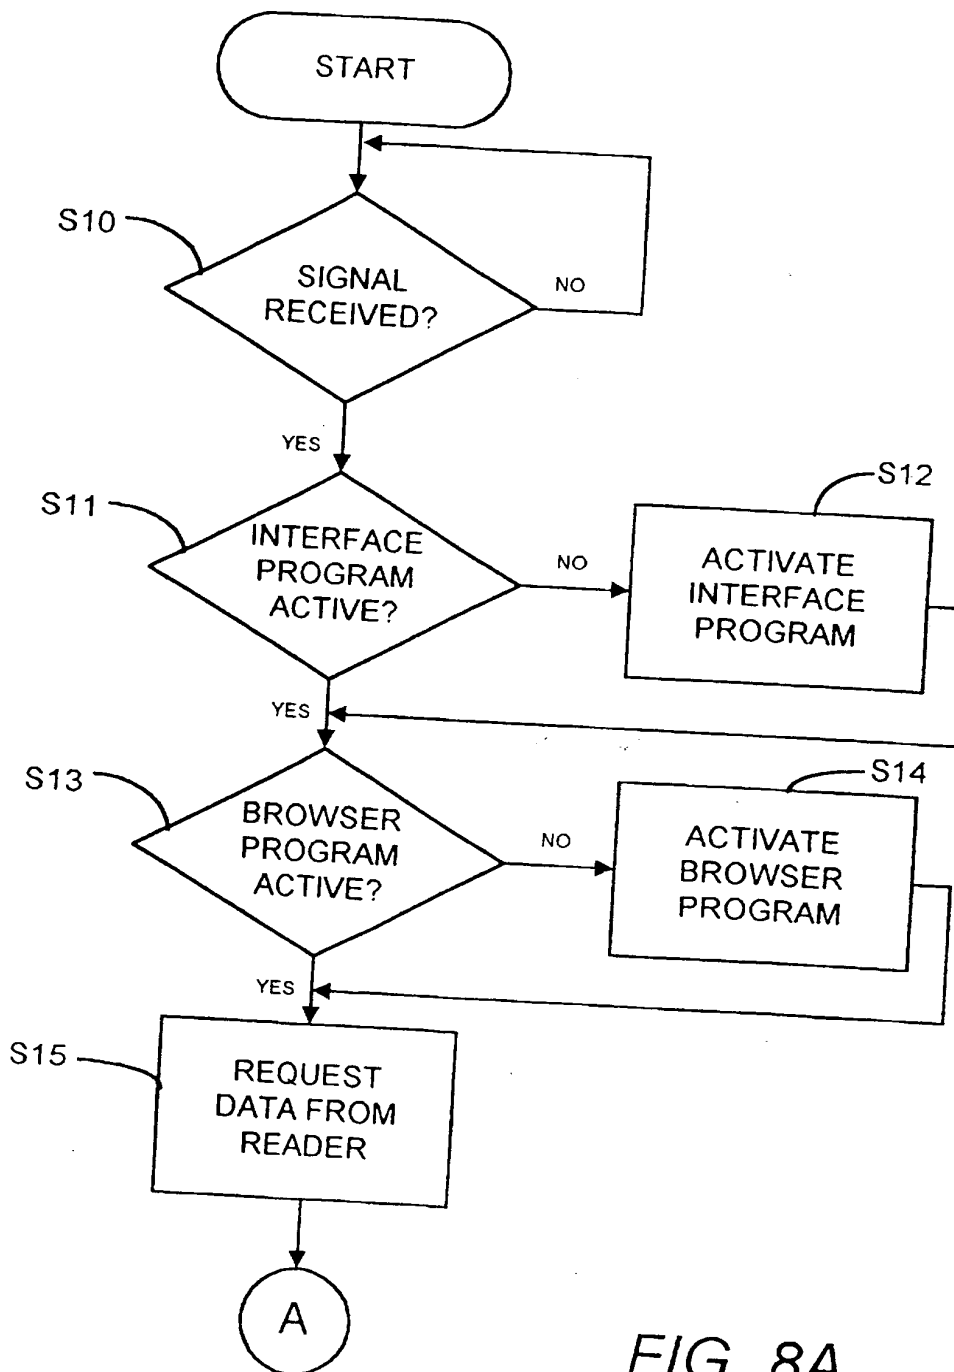 START
S10
SIGNAL
RECEIVED?
NO
YES
S11
INTERFACE
PROGRAM
ACTIVE?
NO
S12
ACTIVATE
INTERFACE
PROGRAM
YES
S13
BROWSER
PROGRAM
ACTIVE?
NO
S14
ACTIVATE
BROWSER
PROGRAM
YES
S15
REQUEST
DATA FROM
READER
A
FIG. 8A